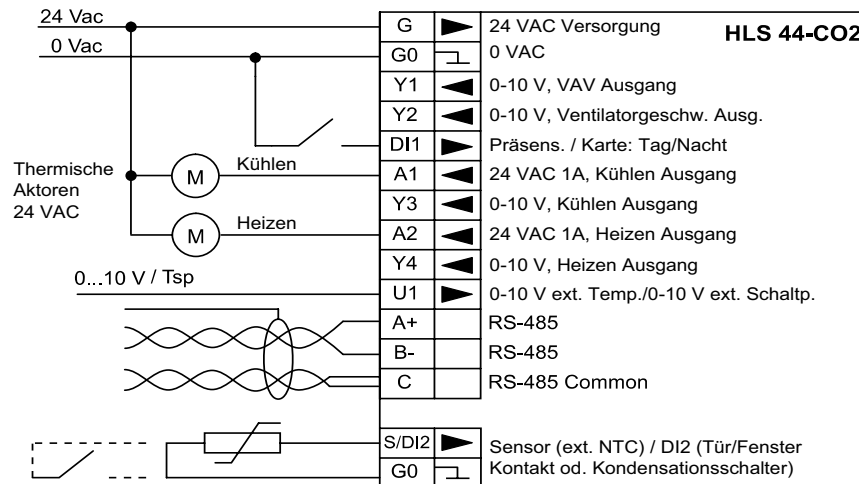 24 Vac
G
24 VAC Versorgung
HLS 44-CO2
0 Vac
G0
0 VAC
Y1
0-10 V, VAV Ausgang
Y2
0-10 V, Ventilatorgeschw. Ausg.
DI1
Präsens. / Karte: Tag/Nacht
Thermische
Aktoren
24 VAC
M
Kühlen
A1
24 VAC 1A, Kühlen Ausgang
Y3
0-10 V, Kühlen Ausgang
M
Heizen
A2
24 VAC 1A, Heizen Ausgang
Y4
0-10 V, Heizen Ausgang
0...10 V / Tsp
U1
0-10 V ext. Temp./0-10 V ext. Schaltp.
A+
RS-485
B-
RS-485
C
RS-485 Common
S/DI2
Sensor (ext. NTC) / DI2 (Tür/Fenster
Kontakt od. Kondensationsschalter)
G0